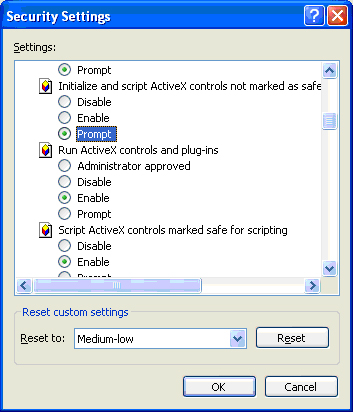 Security Settings
Settings:
Prompt
Initialize and script ActiveX controls not marked as safe
Disable
Enable
Prompt
Run ActiveX controls and plug-ins
Administrator approved
Disable
Enable
Prompt
Script ActiveX controls marked safe for scripting
Disable
Enable
Prompt
Reset custom settings
Reset to:
Medium-low
Reset
OK
Cancel